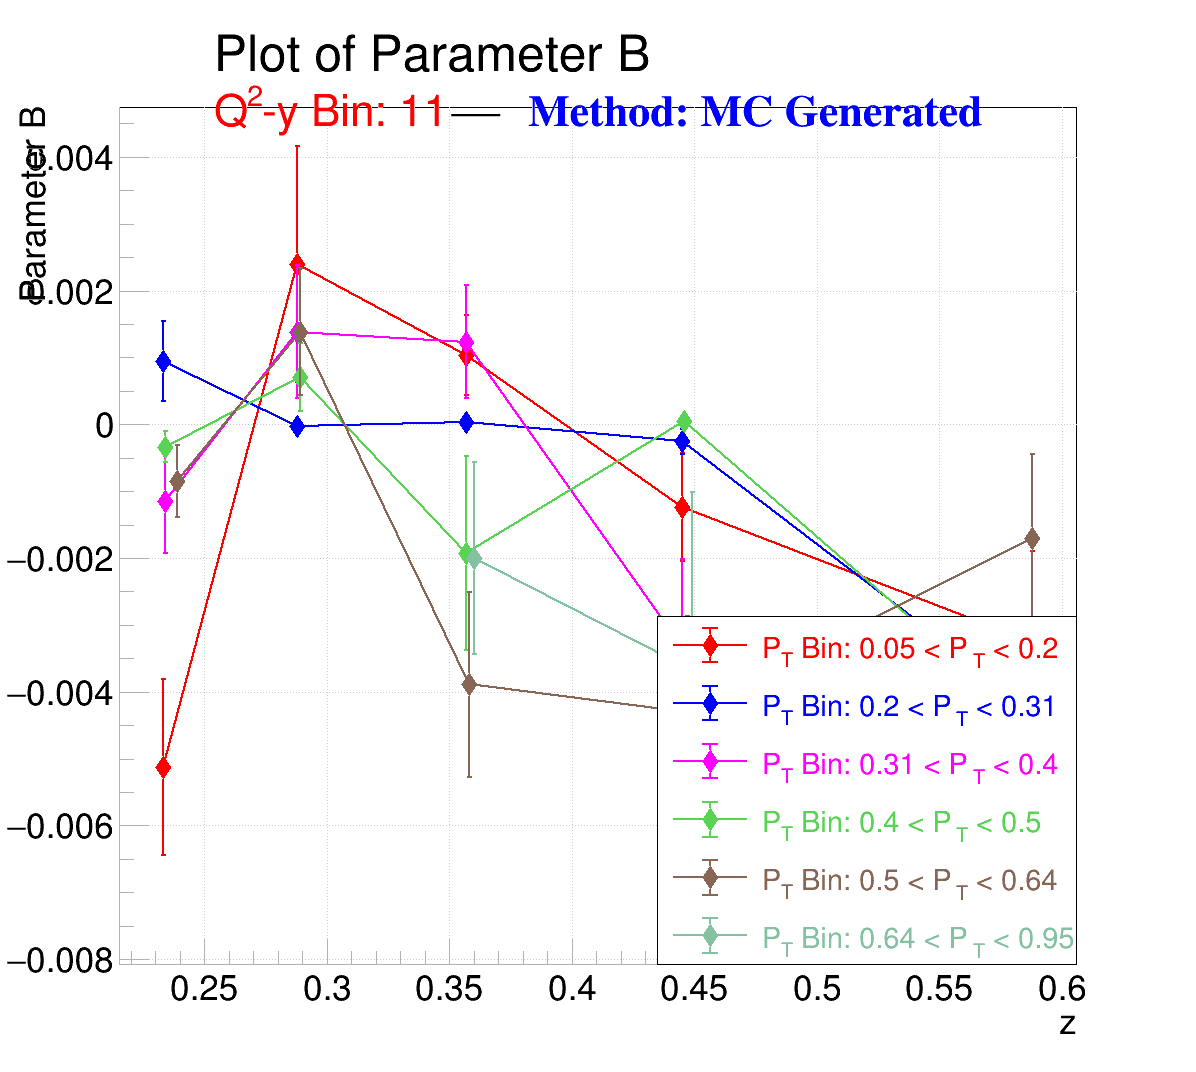 Plot of Parameter B
Q2-y Bin: 11 — Method: MC Generated
Parameter B
0.004
0.002
0
−0.002
−0.004
−0.006
−0.008
0.25 0.3 0.35 0.4 0.45 0.5 0.55 0.6
z
PT Bin: 0.05 < PT < 0.2
PT Bin: 0.2 < PT < 0.31
PT Bin: 0.31 < PT < 0.4
PT Bin: 0.4 < PT < 0.5
PT Bin: 0.5 < PT < 0.64
PT Bin: 0.64 < PT < 0.95